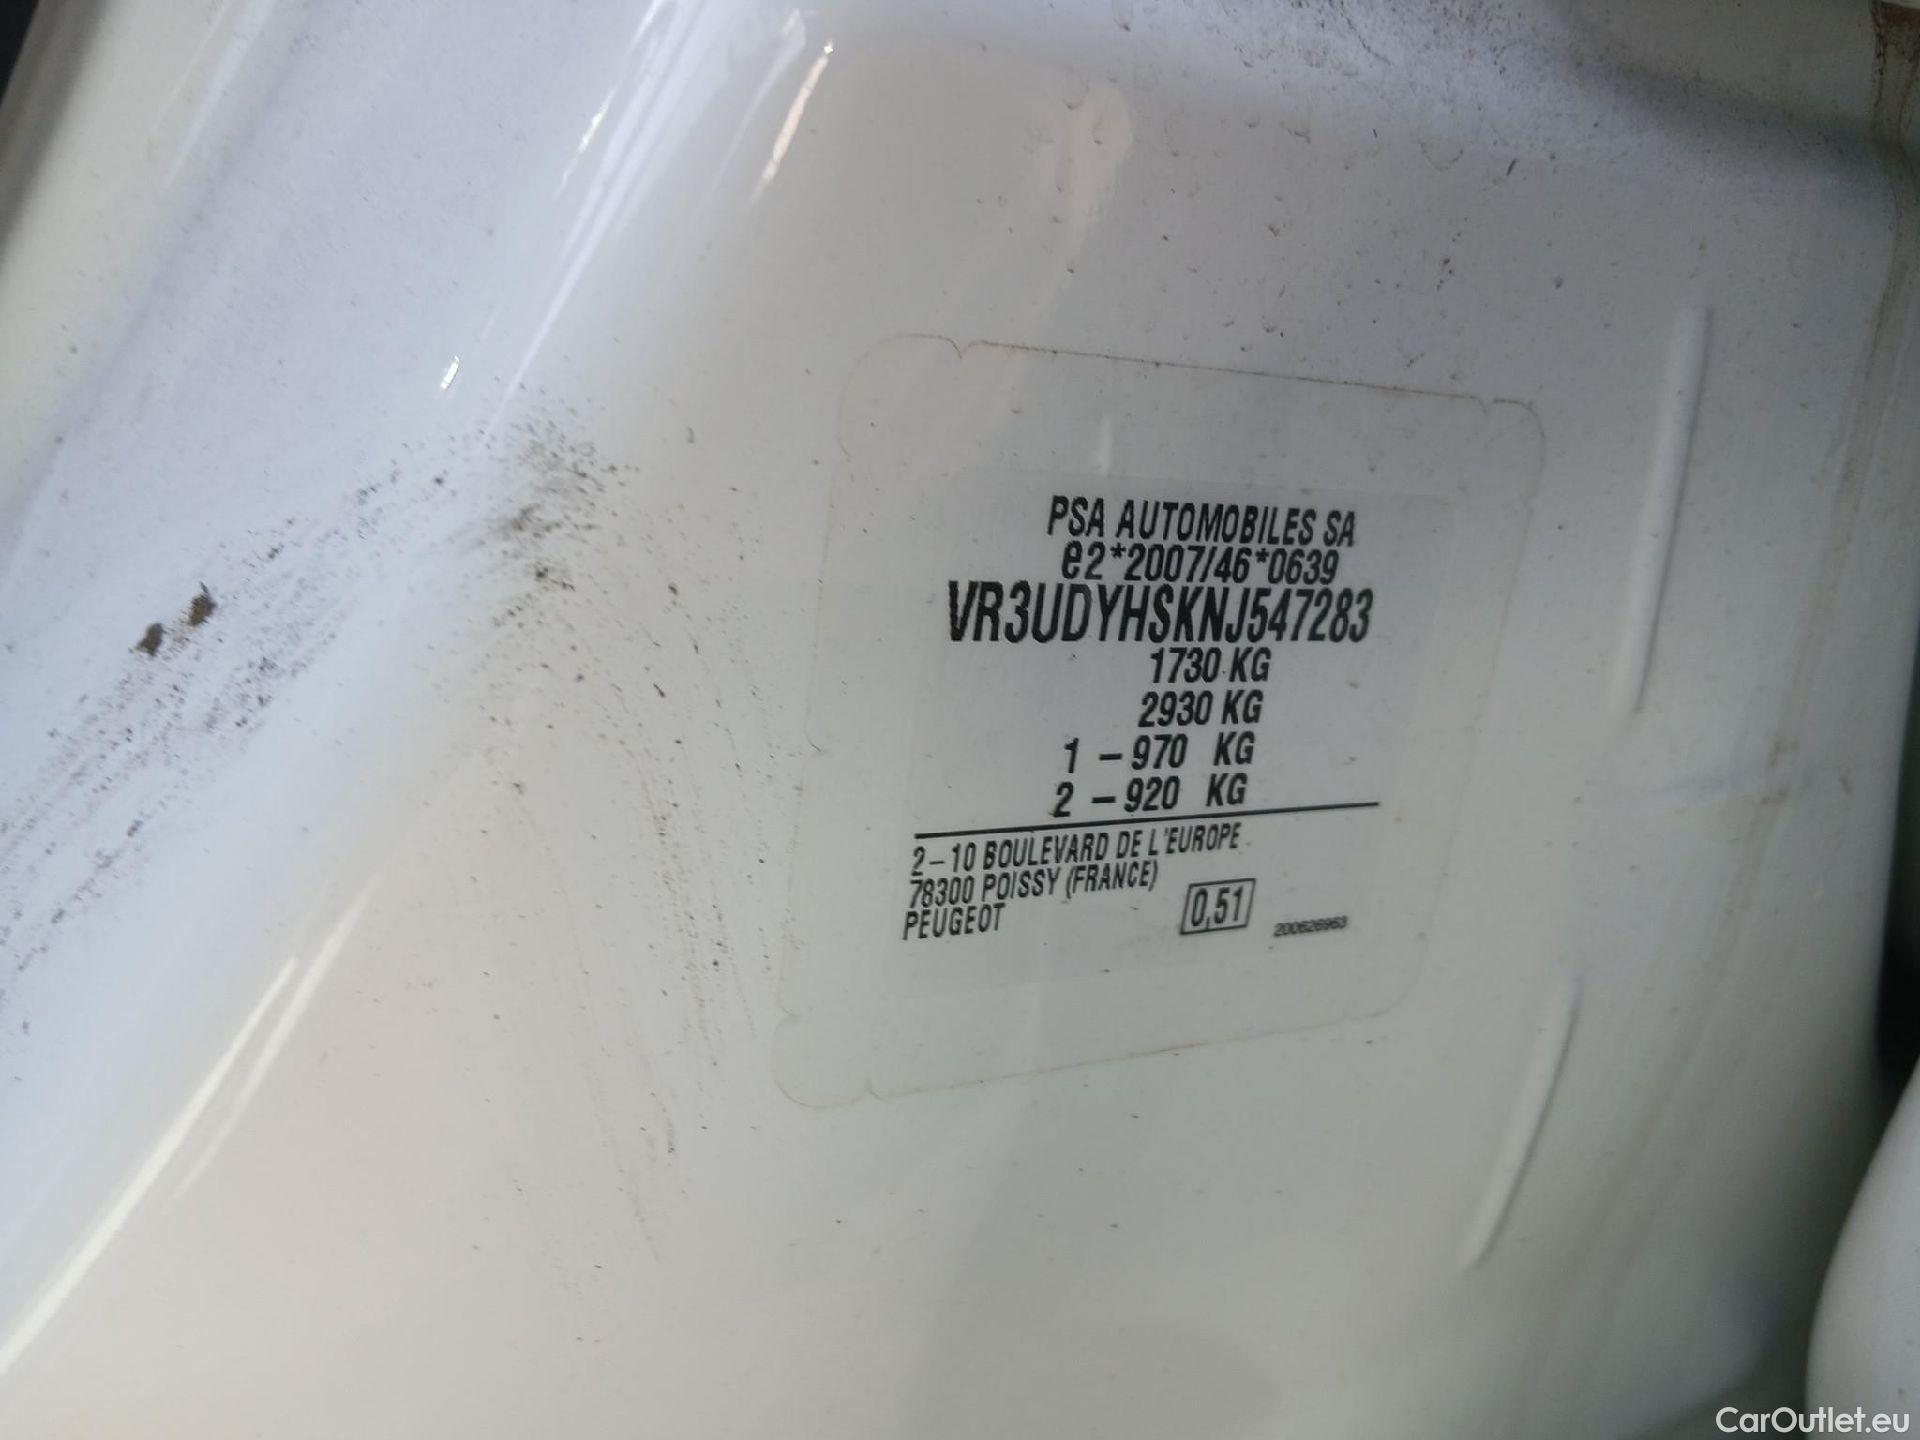 PSA AUTOMOBILES SA
e2*2007/46*0639
VR3UDYHSKNJ547283
1730 KG
2930 KG
1 – 970 KG
2 – 920 KG
2–10 BOULEVARD DE L'EUROPE
78300 POISSY (FRANCE)
PEUGEOT
0,51
200626963
CarOutlet.eu